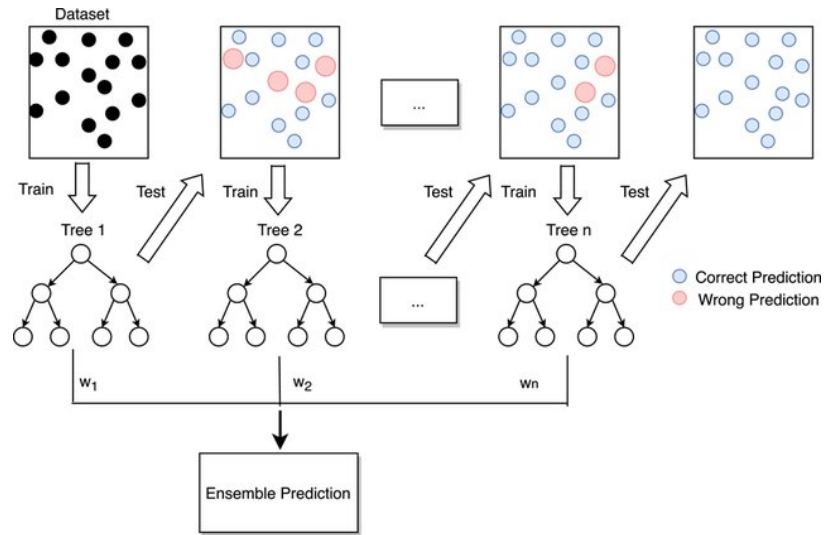 Dataset
...
Train
Test
Train
Test
Train
Test
Tree 1
Tree 2
Tree n
...
Correct Prediction
Wrong Prediction
w1
w2
wn
Ensemble Prediction